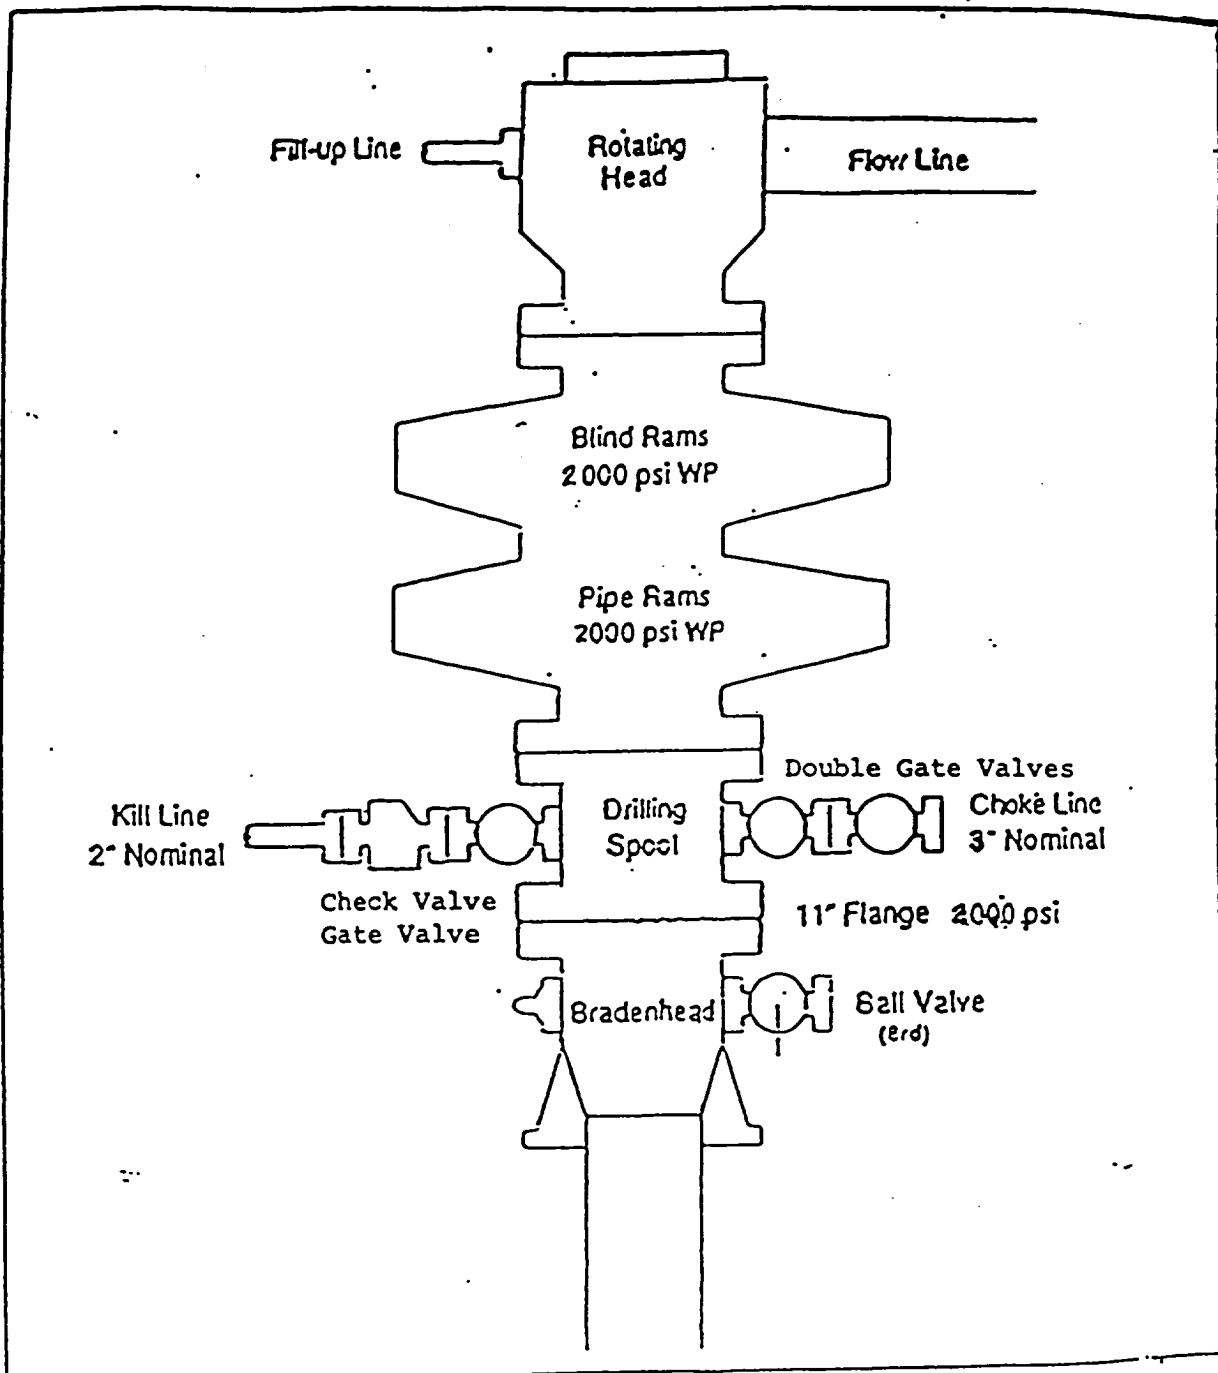 Fill-up Line
Rotating
Head
Flow Line
Blind Rams
2000 psi WP
Pipe Rams
2000 psi WP
Double Gate Valves
Kill Line
2" Nominal
Drilling
Spool
Choke Line
3" Nominal
Check Valve
Gate Valve
11" Flange 2000 psi
Bradenhead
Ball Valve